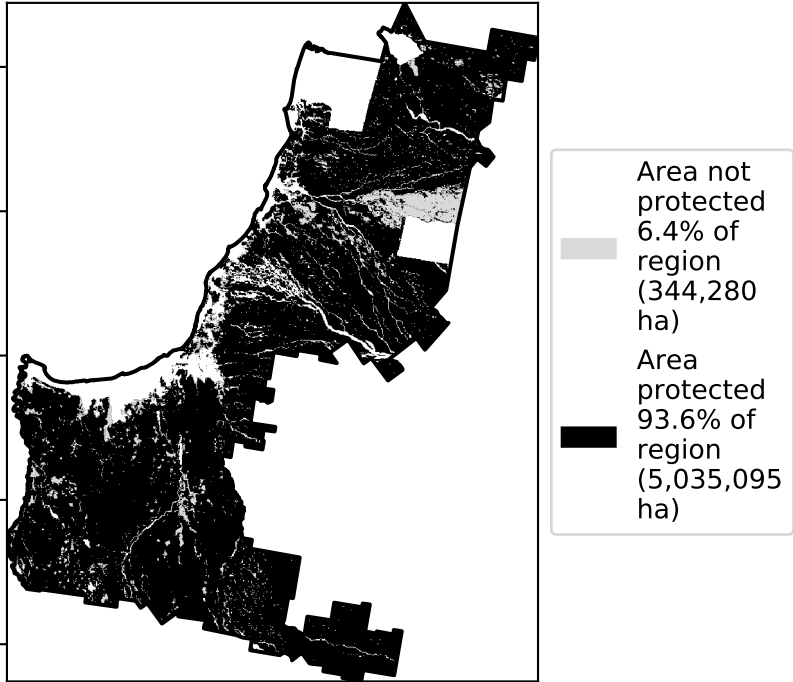 Area not
protected
6.4% of
region
(344,280
ha)
Area
protected
93.6% of
region
(5,035,095
ha)